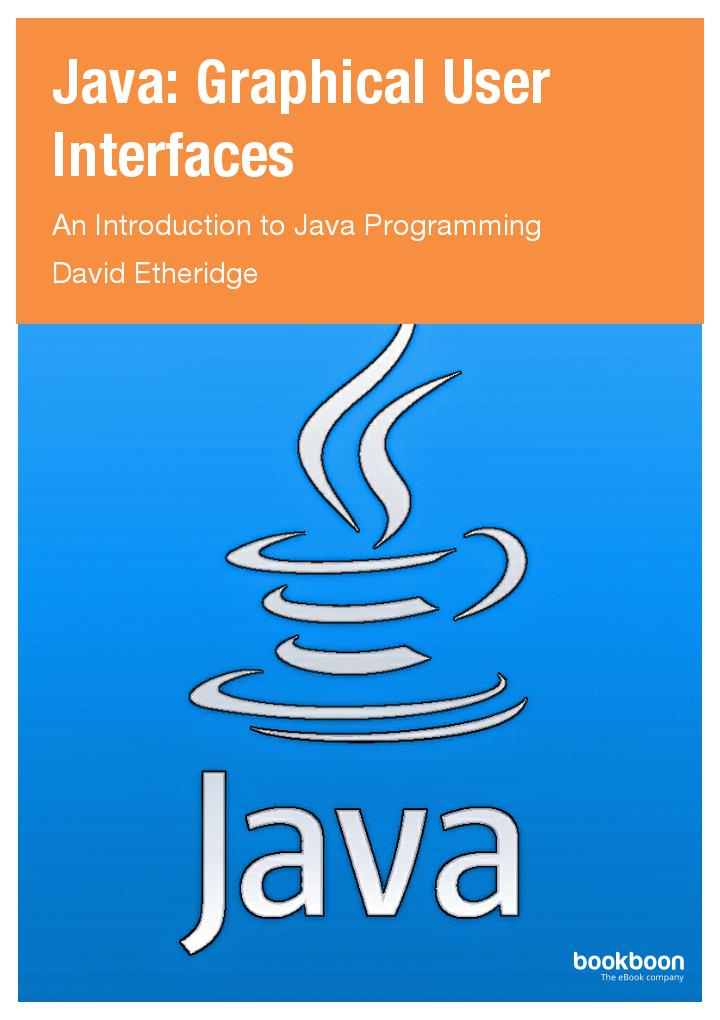 Java: Graphical User
Interfaces
An Introduction to Java Programming
David Etheridge
Java
bookboon
The eBook company